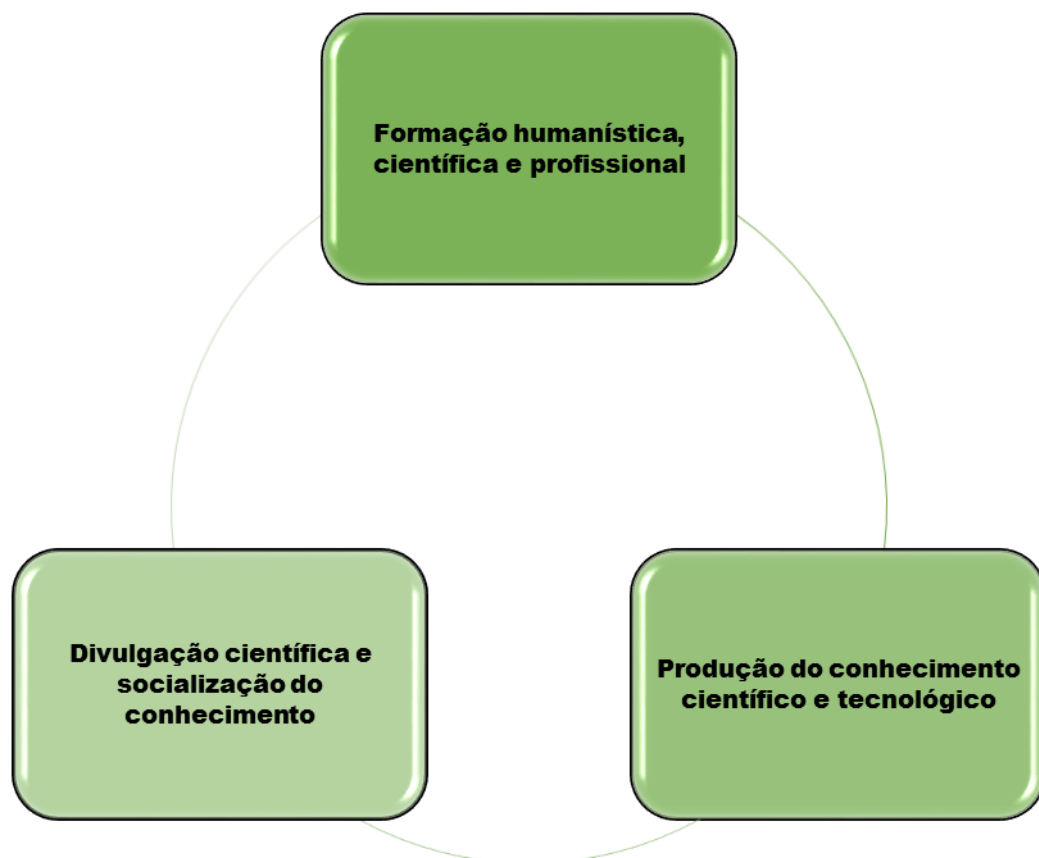 Formação humanística,
científica e profissional
Divulgação científica e
socialização do
conhecimento
Produção do conhecimento
científico e tecnológico